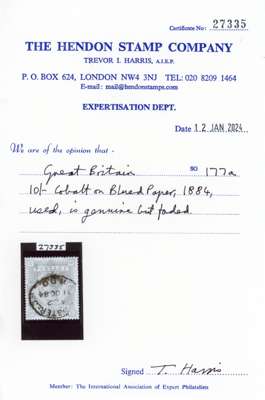 Certificate No: 27335
THE HENDON STAMP COMPANY
TREVOR I. HARRIS, A.I.E.P.
P. O. BOX 624, LONDON NW4 3NJ TEL: 020 8209 1464
E-mail: mail@hendonstamps.com
EXPERTISATION DEPT.
Date 12 JAN 2024
We are of the opinion that -
Great Britain SG 177a
10/- Cobalt on Blued Paper, 1884,
used, is genuine but faded.
27335
Signed T. Harris
Member: The International Association of Expert Philatelists